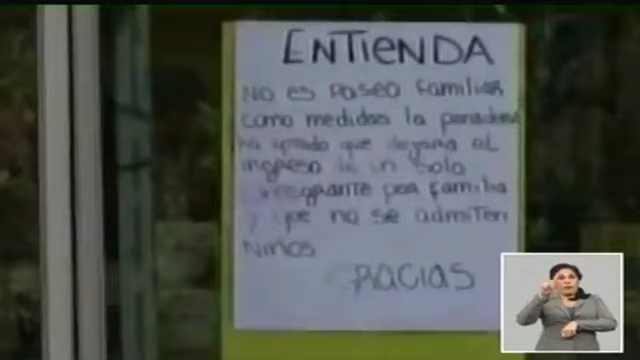 ENTIENDA
NO es Paseo Familiar
como medidas la panaderia
ha optado que dejara el
ingreso de un solo
integrante por familia
y que no se admiten
Niños
GRACIAS